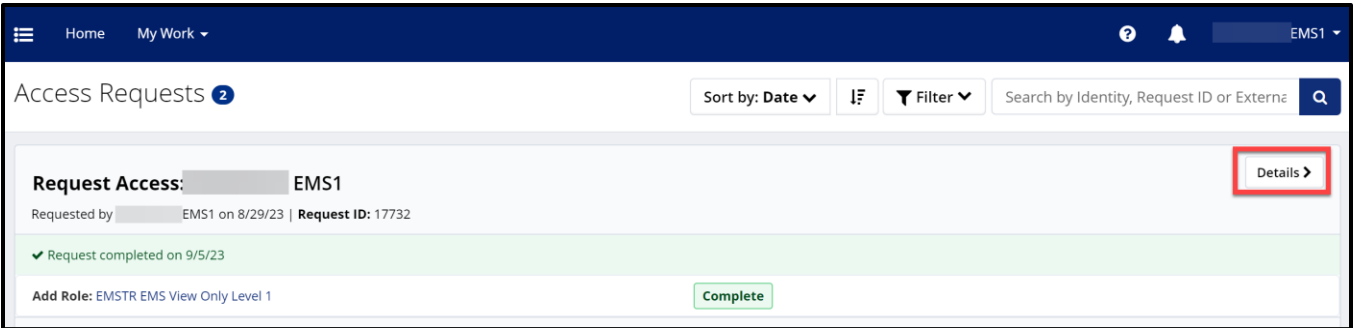 Home My Work EMS1
Access Requests 2 Sort by: Date Filter Search by Identity, Request ID or Externa
Details
Request Access: EMS1
Requested by EMS1 on 8/29/23 | Request ID: 17732
Request completed on 9/5/23
Add Role: EMSTR EMS View Only Level 1 Complete